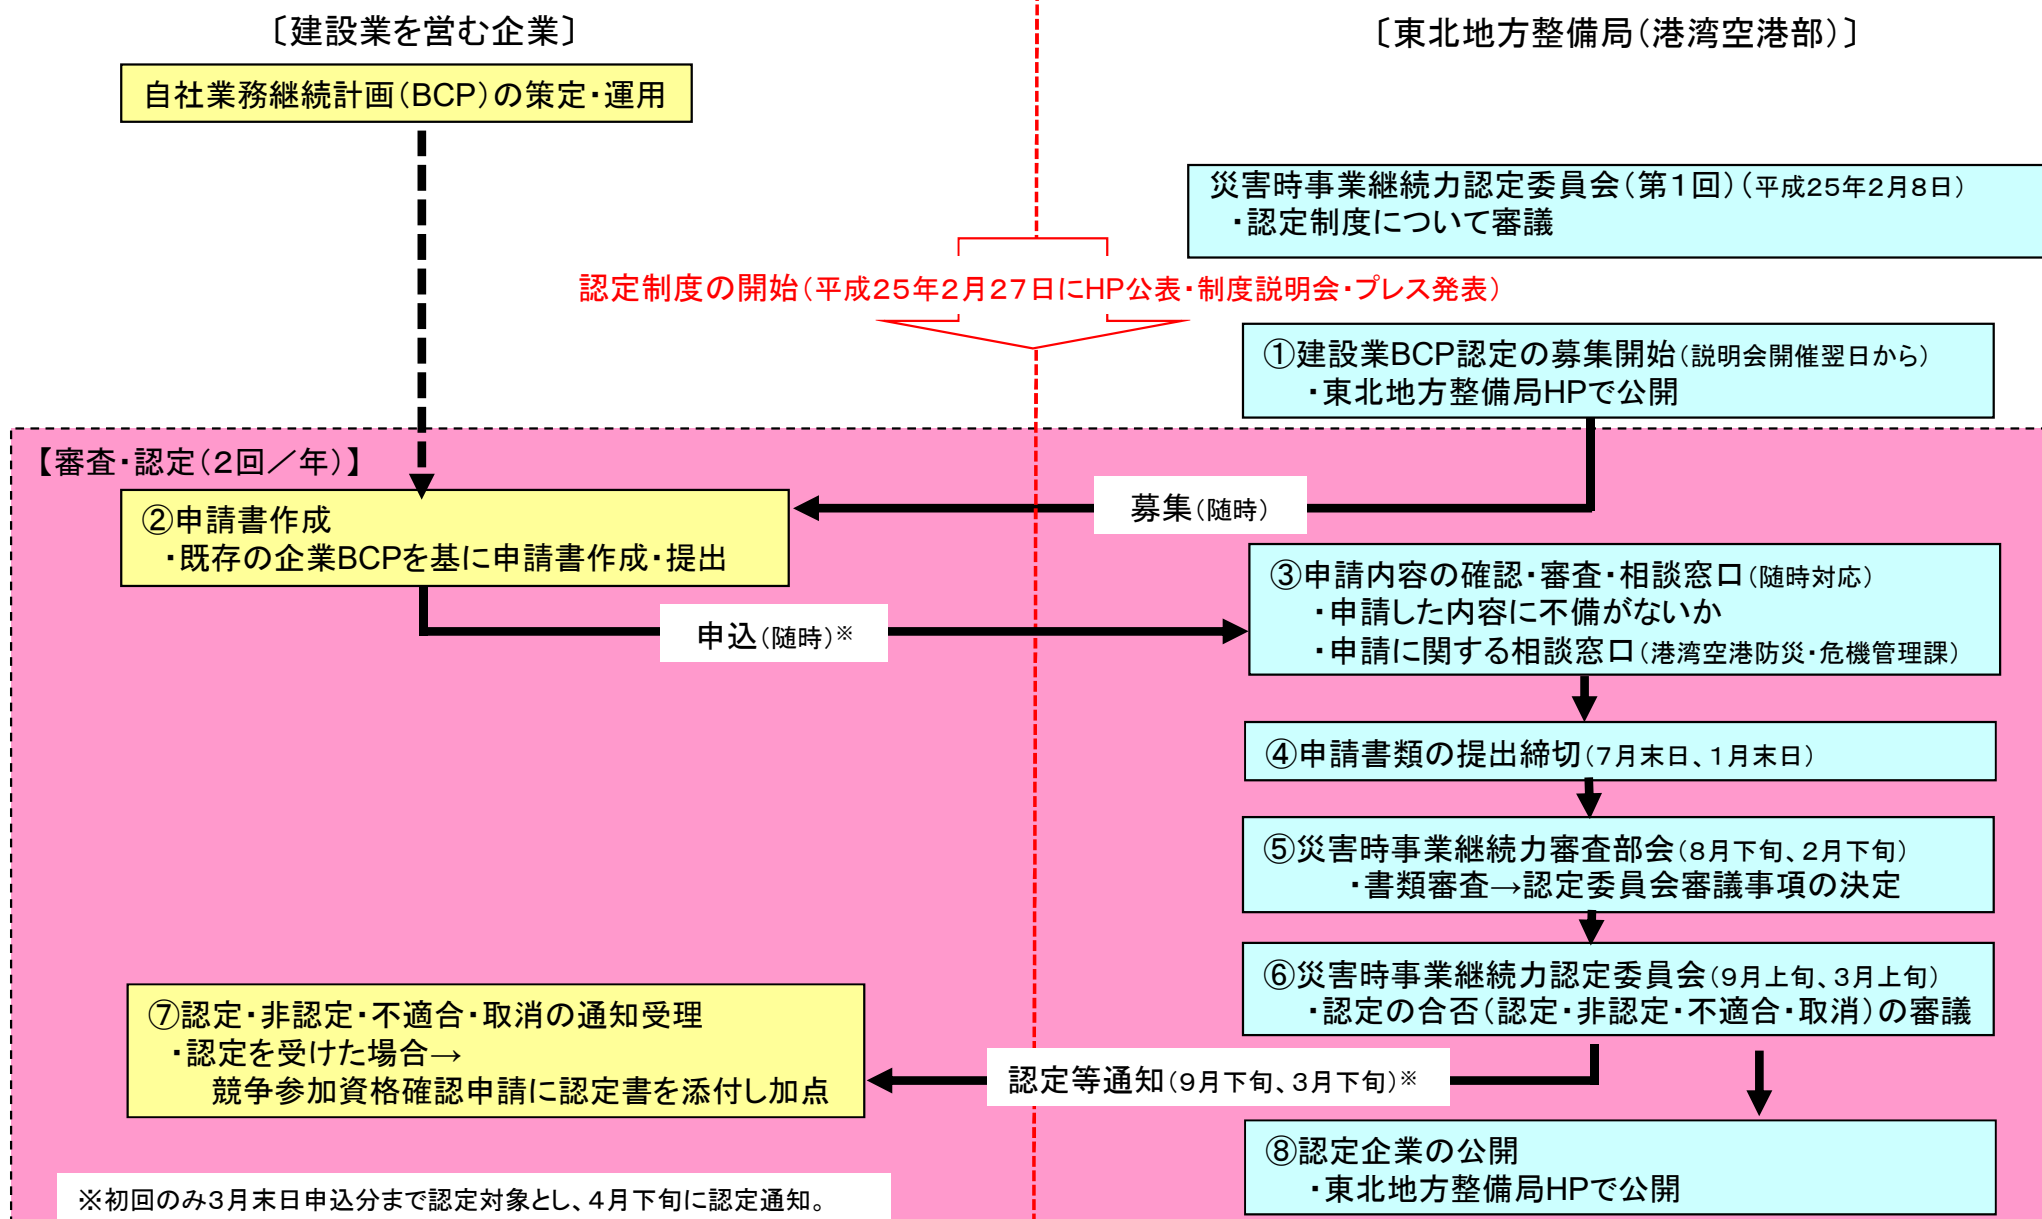 〔建設業を営む企業〕
〔東北地方整備局(港湾空港部)〕
自社業務継続計画(BCP)の策定・運用
災害時事業継続力認定委員会(第1回)(平成25年2月8日)
・認定制度について審議
認定制度の開始(平成25年2月27日にHP公表・制度説明会・プレス発表)
①建設業BCP認定の募集開始(説明会開催翌日から)
・東北地方整備局HPで公開
【審査・認定(2回/年)】
募集(随時)
②申請書作成
・既存の企業BCPを基に申請書作成・提出
③申請内容の確認・審査・相談窓口(随時対応)
・申請した内容に不備がないか
・申請に関する相談窓口(港湾空港防災・危機管理課)
申込(随時)※
④申請書類の提出締切(7月末日、1月末日)
⑤災害時事業継続力審査部会(8月下旬、2月下旬)
・書類審査→認定委員会審議事項の決定
⑥災害時事業継続力認定委員会(9月上旬、3月上旬)
・認定の合否(認定・非認定・不適合・取消)の審議
⑦認定・非認定・不適合・取消の通知受理
・認定を受けた場合→
競争参加資格確認申請に認定書を添付し加点
認定等通知(9月下旬、3月下旬)※
⑧認定企業の公開
・東北地方整備局HPで公開
※初回のみ3月末日申込分まで認定対象とし、4月下旬に認定通知。